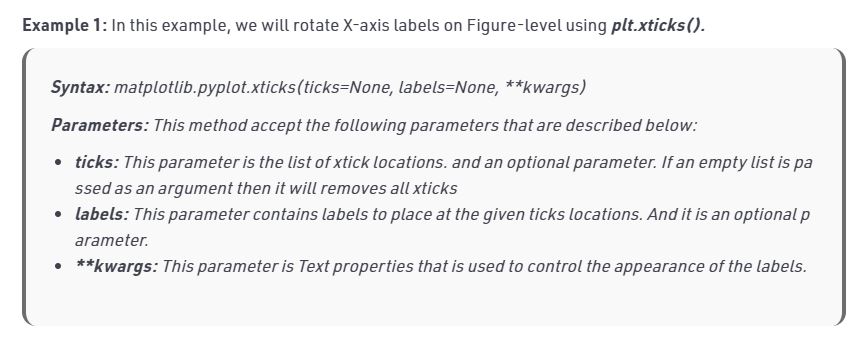 Example 1: In this example, we will rotate X-axis labels on Figure-level using plt.xticks().
Syntax: matplotlib.pyplot.xticks(ticks=None, labels=None, **kwargs)
Parameters: This method accept the following parameters that are described below:
• ticks: This parameter is the list of xtick locations. and an optional parameter. If an empty list is pa
ssed as an argument then it will removes all xticks
• labels: This parameter contains labels to place at the given ticks locations. And it is an optional p
arameter.
• **kwargs: This parameter is Text properties that is used to control the appearance of the labels.